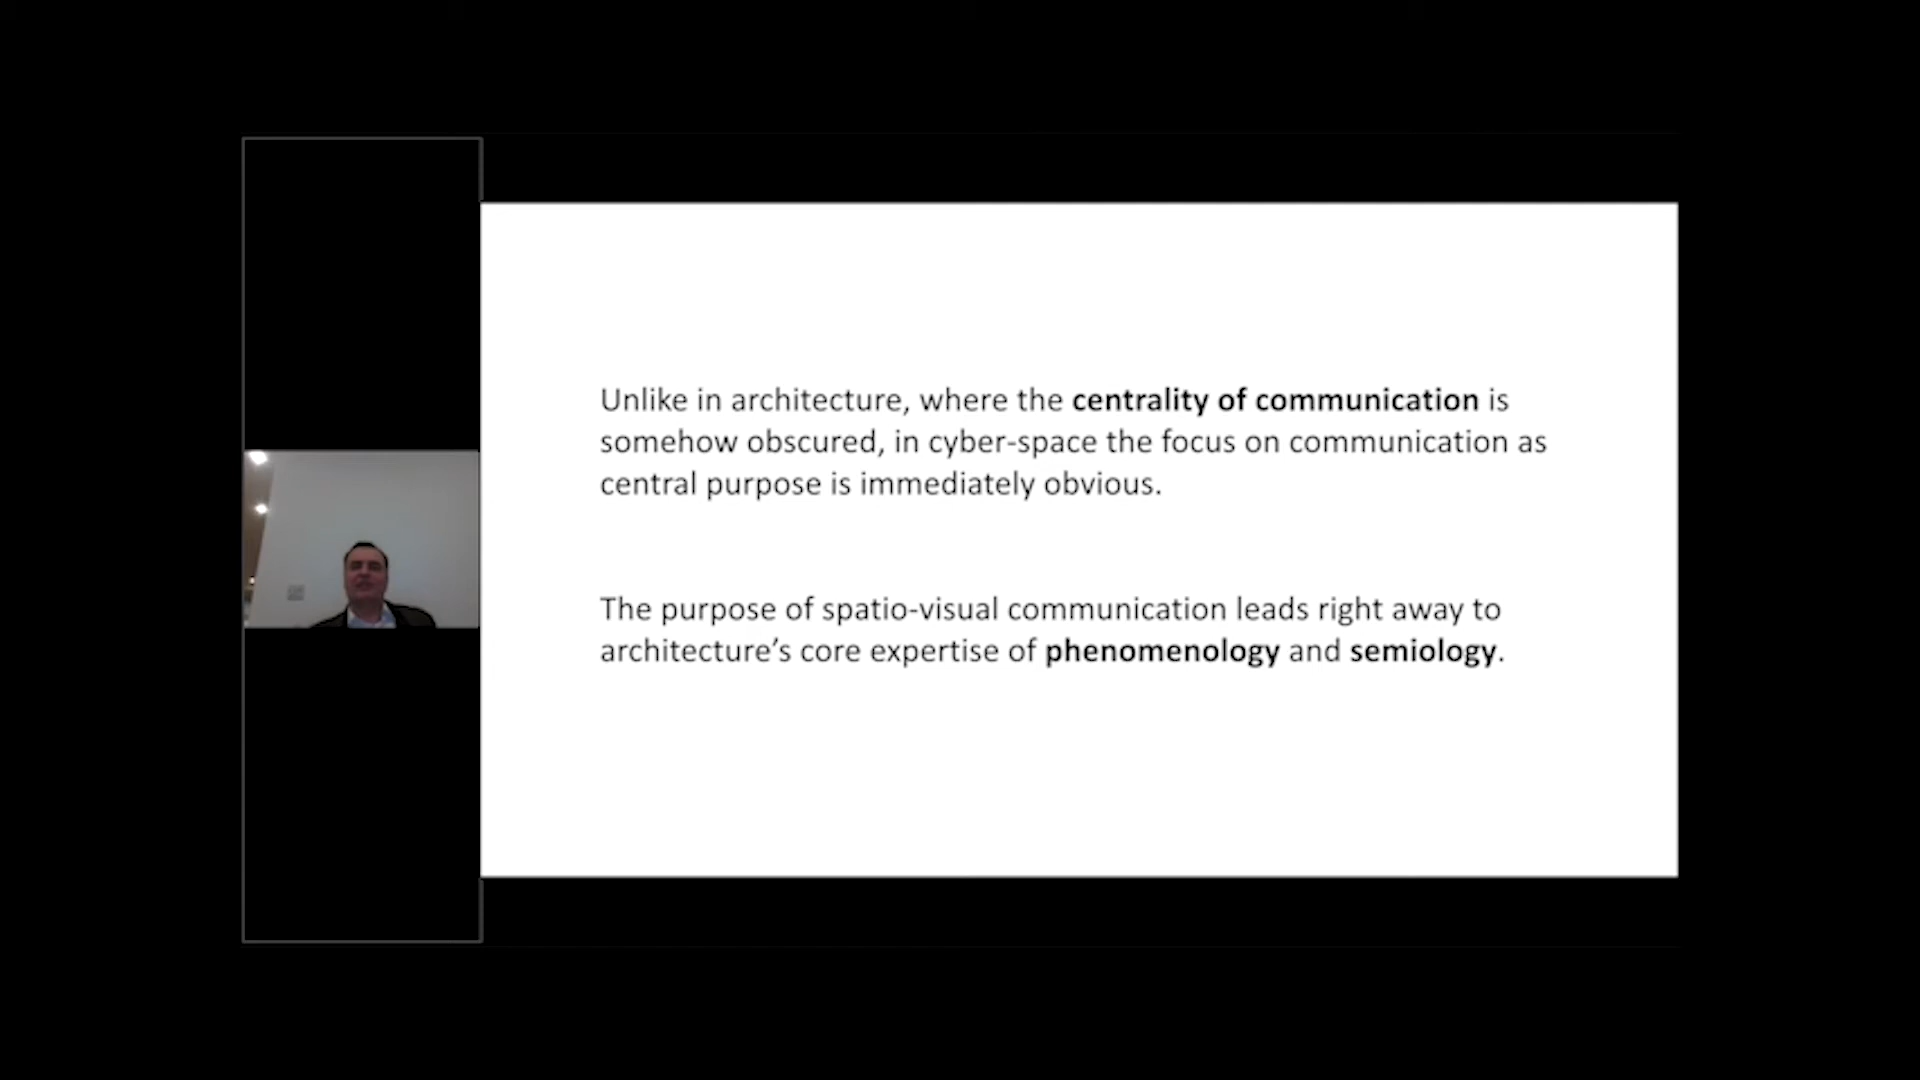 Unlike in architecture, where the centrality of communication is
somehow obscured, in cyber-space the focus on communication as
central purpose is immediately obvious.
The purpose of spatio-visual communication leads right away to
architecture’s core expertise of phenomenology and semiology.